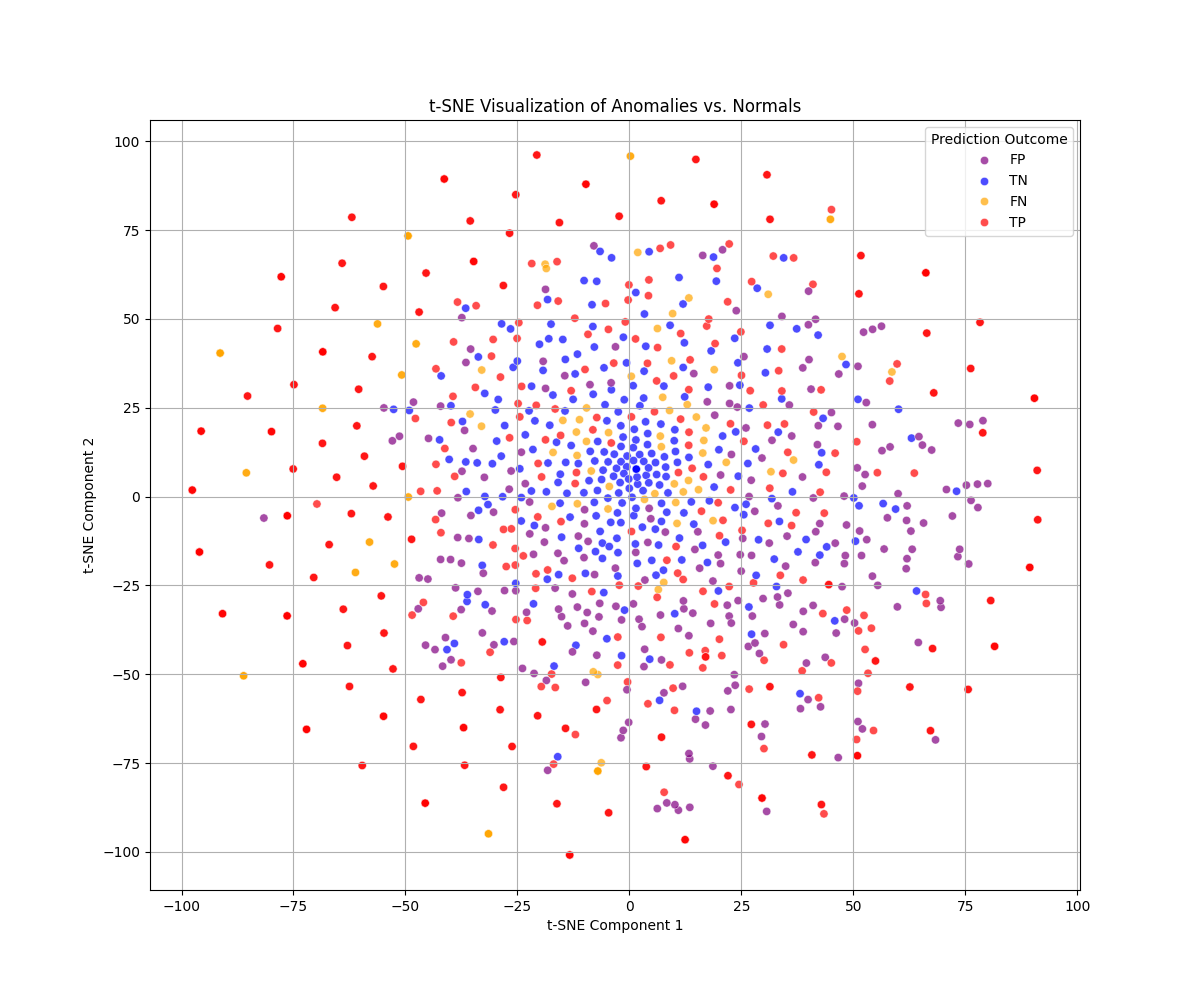 t-SNE Visualization of Anomalies vs. Normals
Prediction Outcome
FP
TN
FN
TP
100
75
50
25
0
−25
−50
−75
−100
t-SNE Component 2
−100
−75
−50
−25
0
25
50
75
100
t-SNE Component 1